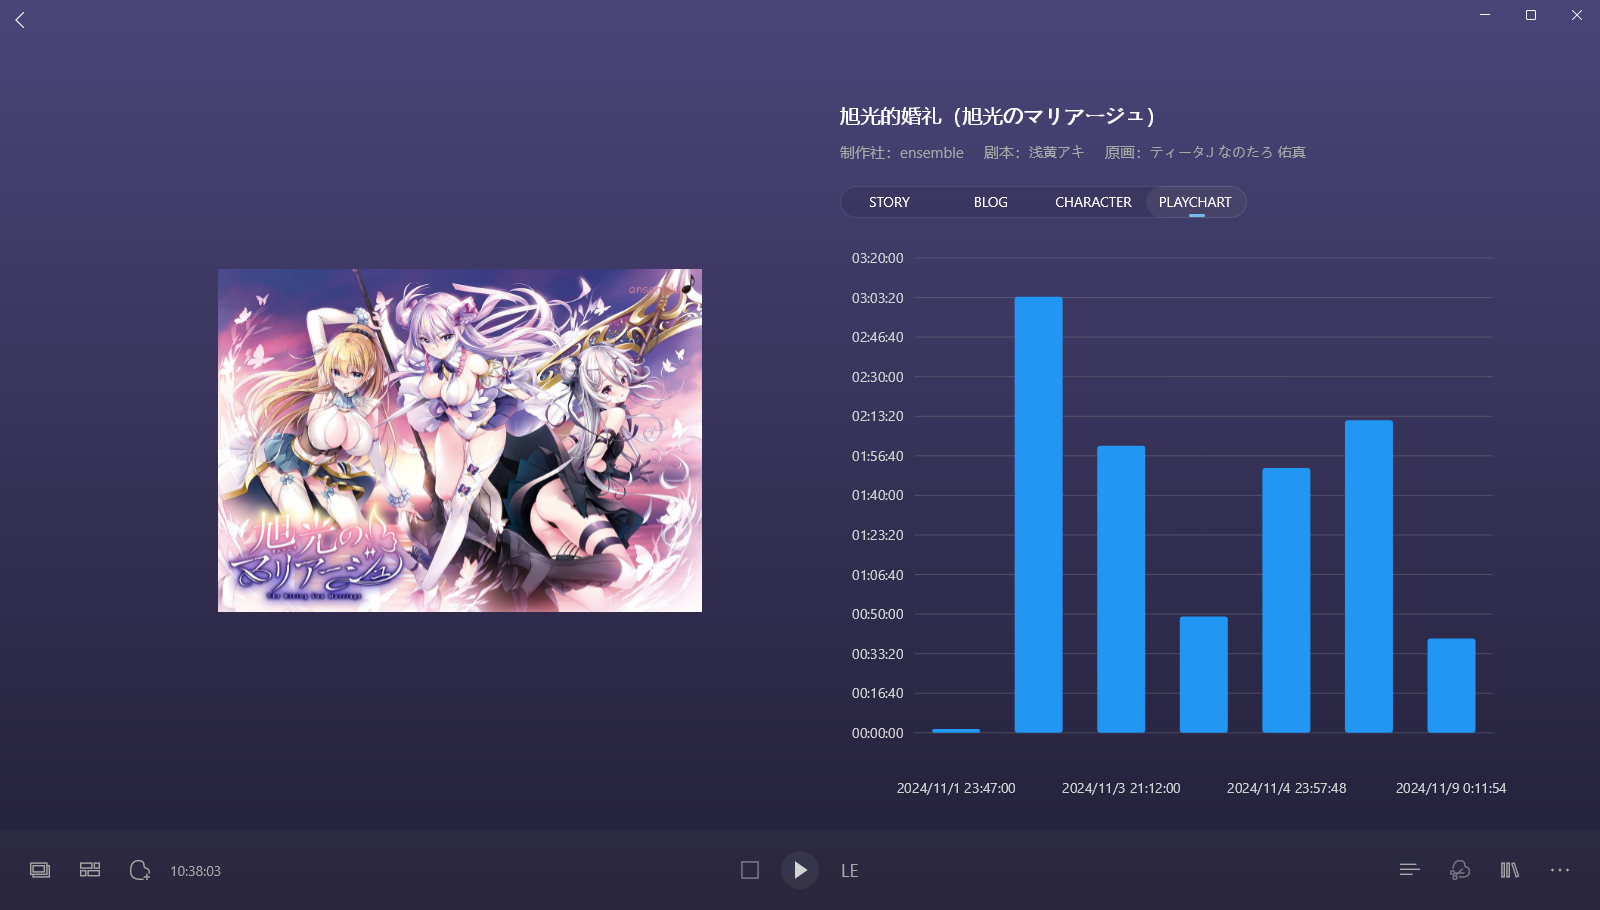 旭光的婚礼（旭光のマリアージュ）
制作社：ensemble 剧本：浅黄アキ 原画：ティータJ なのたろ 佑真
STORY BLOG CHARACTER PLAYCHART
ensemble
旭光の
マリアージュ
The Rising Sun Marriage
03:20:00
03:03:20
02:46:40
02:30:00
02:13:20
01:56:40
01:40:00
01:23:20
01:06:40
00:50:00
00:33:20
00:16:40
00:00:00
2024/11/1 23:47:00 2024/11/3 21:12:00 2024/11/4 23:57:48 2024/11/9 0:11:54
10:38:03 LE